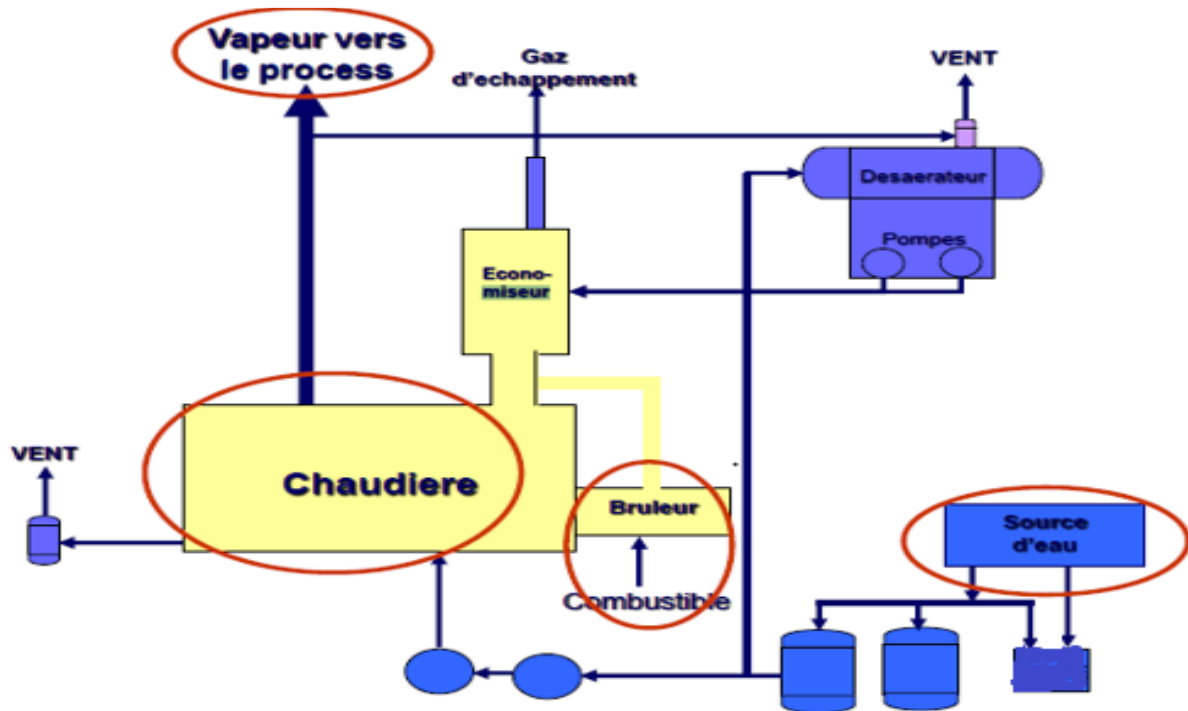 Vapeur vers
le process
Gaz
d'echappement
VENT
Desaerateur
Pompes
Econo-
miseur
Chaudiere
VENT
Bruleur
Combustible
Source
d'eau